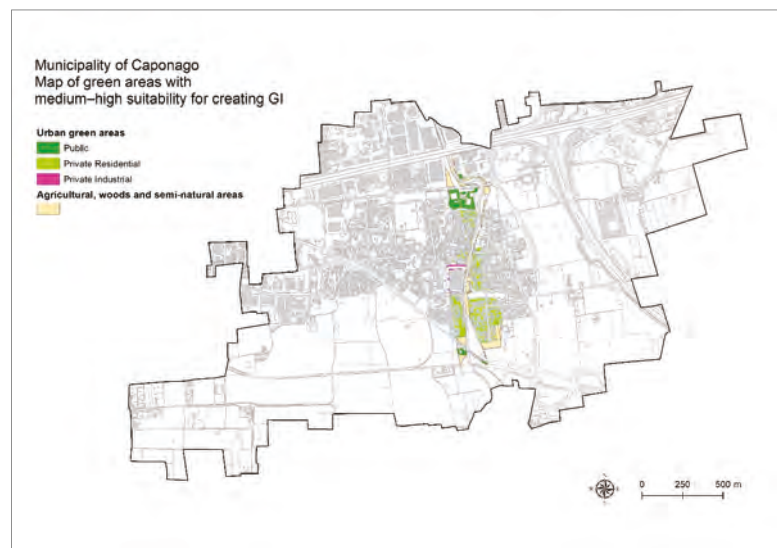 Municipality of Caponago
Map of green areas with
medium–high suitability for creating GI
Urban green areas
Public
Private Residential
Private Industrial
Agricultural, woods and semi-natural areas
0 250 500 m